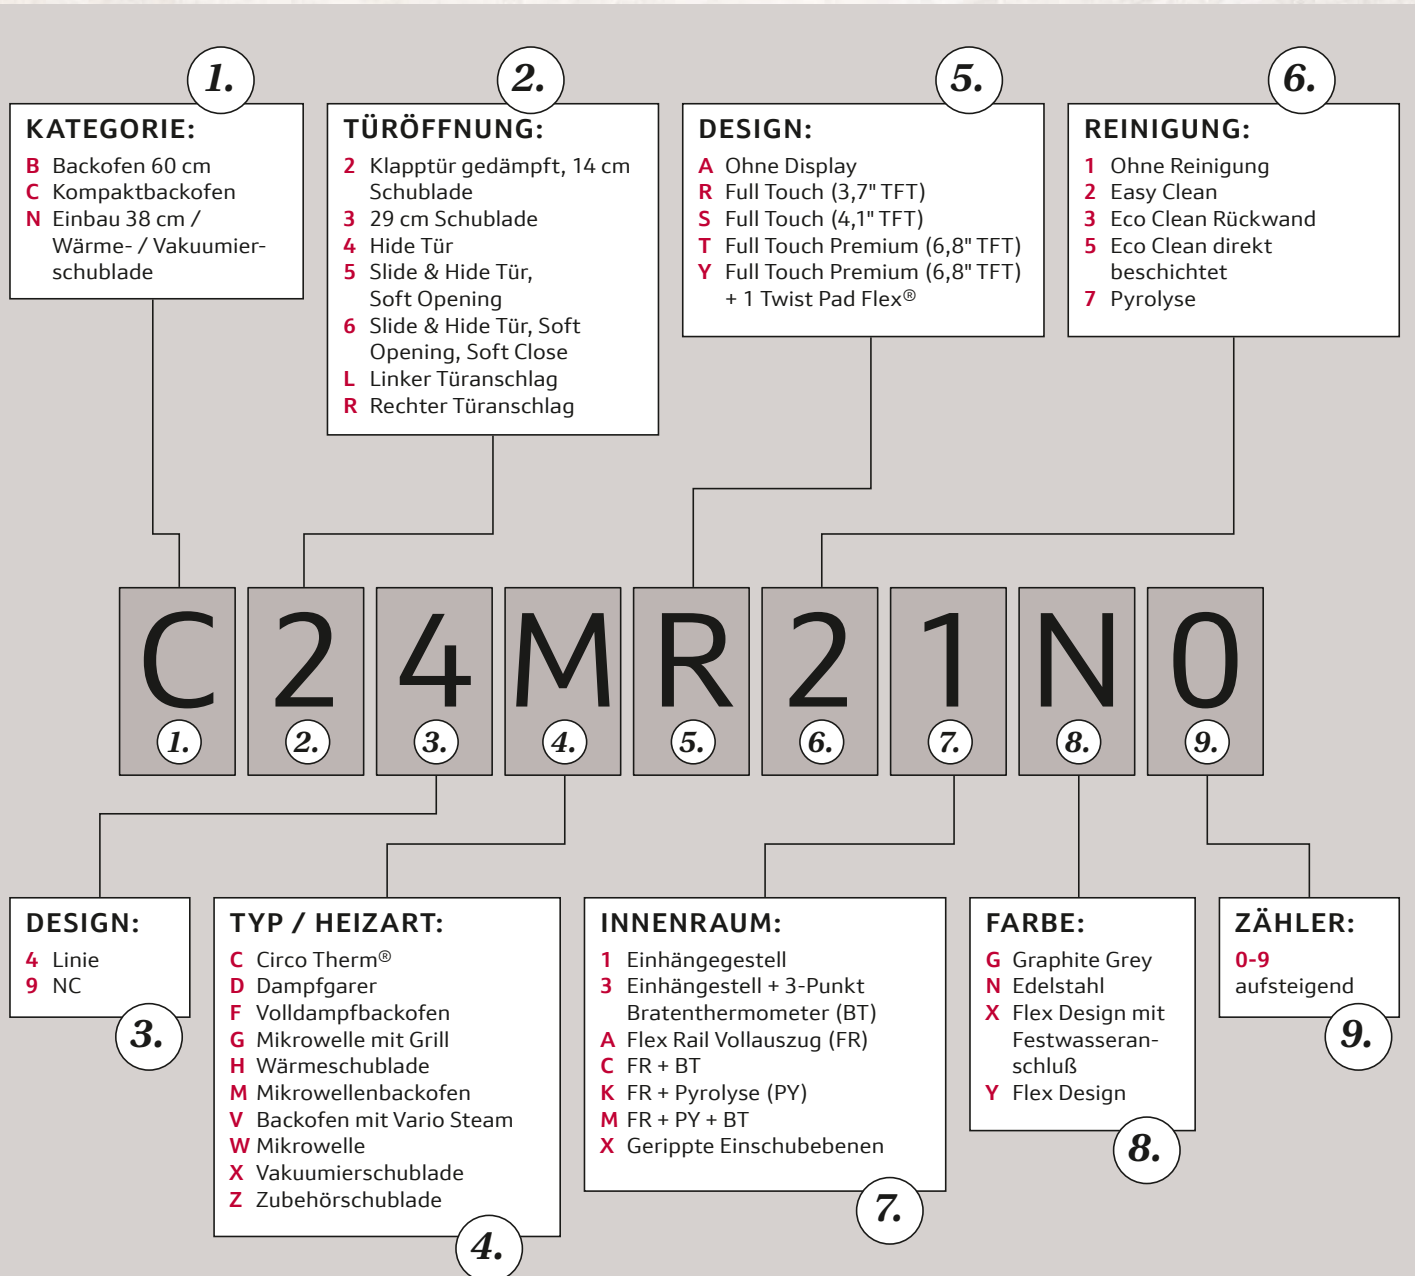 1.
KATEGORIE:
B Backofen 60 cm
C Kompaktbackofen
N Einbau 38 cm /
Wärme- / Vakuumier-
schublade
2.
TÜRÖFFNUNG:
2 Klapptür gedämpft, 14 cm
Schublade
3 29 cm Schublade
4 Hide Tür
5 Slide & Hide Tür,
Soft Opening
6 Slide & Hide Tür, Soft
Opening, Soft Close
L Linker Türanschlag
R Rechter Türanschlag
5.
DESIGN:
A Ohne Display
R Full Touch (3,7" TFT)
S Full Touch (4,1" TFT)
T Full Touch Premium (6,8" TFT)
Y Full Touch Premium (6,8" TFT)
+ 1 Twist Pad Flex®
6.
REINIGUNG:
1 Ohne Reinigung
2 Easy Clean
3 Eco Clean Rückwand
5 Eco Clean direkt
beschichtet
7 Pyrolyse
C 2 4 M R 2 1 N 0
1. 2. 3. 4. 5. 6. 7. 8. 9.
DESIGN:
4 Linie
9 NC
3.
TYP / HEIZART:
C Circo Therm®
D Dampfgarer
F Volldampfbackofen
G Mikrowelle mit Grill
H Wärmeschublade
M Mikrowellenbackofen
V Backofen mit Vario Steam
W Mikrowelle
X Vakuumierschublade
Z Zubehörschublade
4.
INNENRAUM:
1 Einhängegestell
3 Einhängestell + 3-Punkt
Bratenthermometer (BT)
A Flex Rail Vollauszug (FR)
C FR + BT
K FR + Pyrolyse (PY)
M FR + PY + BT
X Gerippte Einschubebenen
7.
FARBE:
G Graphite Grey
N Edelstahl
X Flex Design mit
Festwasseran-
schluß
Y Flex Design
8.
ZÄHLER:
0-9
aufsteigend
9.